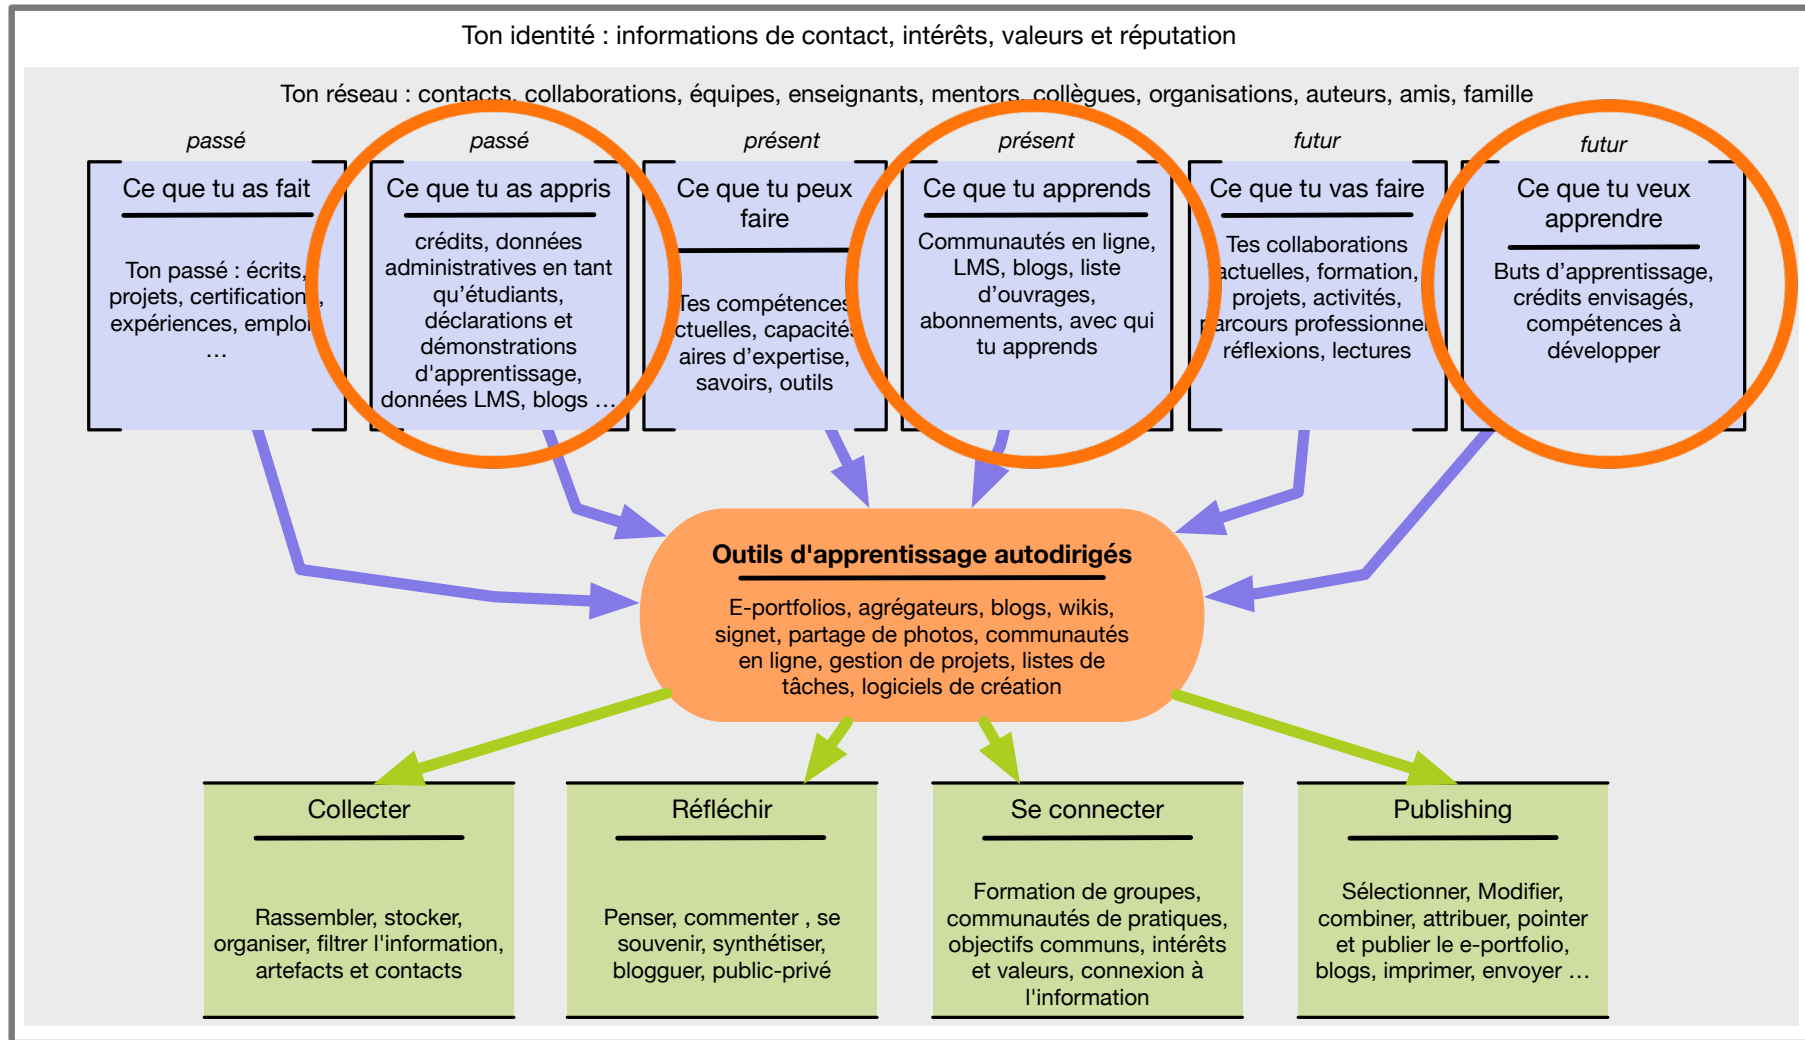 Ton identité : informations de contact, intérêts, valeurs et réputation
Ton réseau : contacts, collaborations, équipes, enseignants, mentors, collègues, organisations, auteurs, amis, famille
passé
Ce que tu as fait
Ton passé : écrits,
projets, certifications,
expériences, emploi
…
passé
Ce que tu as appris
crédits, données
administratives en tant
qu’étudiants,
déclarations et
démonstrations
d'apprentissage,
données LMS, blogs …
présent
Ce que tu peux
faire
Tes compétences
actuelles, capacités
aires d’expertise,
savoirs, outils
présent
Ce que tu apprends
Communautés en ligne,
LMS, blogs, liste
d’ouvrages,
abonnements, avec qui
tu apprends
futur
Ce que tu vas faire
Tes collaborations
actuelles, formation,
projets, activités,
parcours professionnel
réflexions, lectures
futur
Ce que tu veux
apprendre
Buts d’apprentissage,
crédits envisagés,
compétences à
développer
Outils d'apprentissage autodirigés
E-portfolios, agrégateurs, blogs, wikis,
signet, partage de photos, communautés
en ligne, gestion de projets, listes de
tâches, logiciels de création
Collecter
Rassembler, stocker,
organiser, filtrer l'information,
artefacts et contacts
Réfléchir
Penser, commenter , se
souvenir, synthétiser,
blogguer, public-privé
Se connecter
Formation de groupes,
communautés de pratiques,
objectifs communs, intérêts
et valeurs, connexion à
l'information
Publishing
Sélectionner, Modifier,
combiner, attribuer, pointer
et publier le e-portfolio,
blogs, imprimer, envoyer …